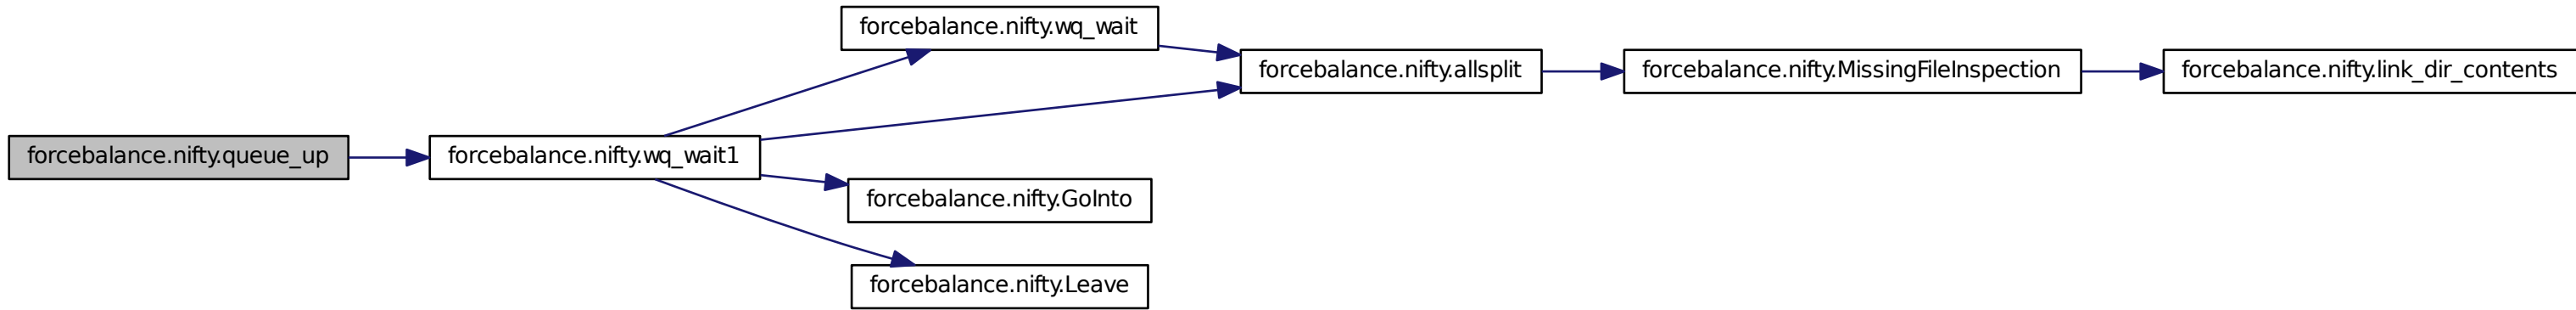 forcebalance.nifty.wq_wait
forcebalance.nifty.allsplit
forcebalance.nifty.MissingFileInspection
forcebalance.nifty.link_dir_contents
forcebalance.nifty.queue_up
forcebalance.nifty.wq_wait1
forcebalance.nifty.GoInto
forcebalance.nifty.Leave